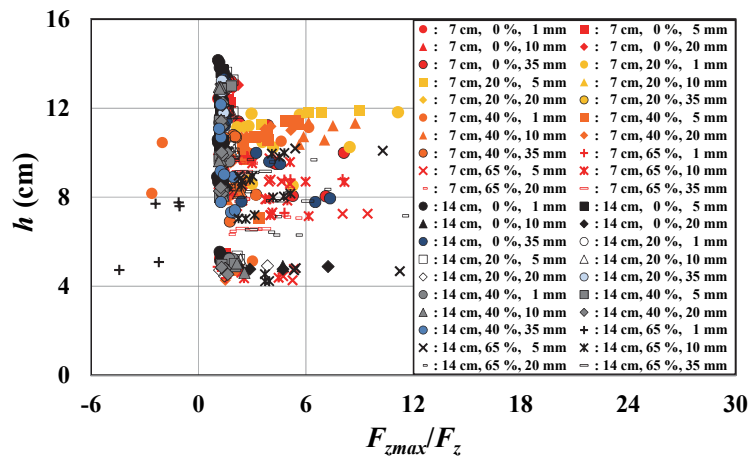 16
12
8
4
0
h (cm)
-6 0 6 12 18 24 30
Fzmax/Fz
: 7 cm, 0 %, 1 mm : 7 cm, 0 %, 5 mm
: 7 cm, 0 %, 10 mm : 7 cm, 0 %, 20 mm
: 7 cm, 0 %, 35 mm : 7 cm, 20 %, 1 mm
: 7 cm, 20 %, 5 mm : 7 cm, 20 %, 10 mm
: 7 cm, 20 %, 20 mm : 7 cm, 20 %, 35 mm
: 7 cm, 40 %, 1 mm : 7 cm, 40 %, 5 mm
: 7 cm, 40 %, 10 mm : 7 cm, 40 %, 20 mm
: 7 cm, 40 %, 35 mm : 7 cm, 65 %, 1 mm
: 7 cm, 65 %, 5 mm : 7 cm, 65 %, 10 mm
: 7 cm, 65 %, 20 mm : 7 cm, 65 %, 35 mm
: 14 cm, 0 %, 1 mm : 14 cm, 0 %, 5 mm
: 14 cm, 0 %, 10 mm : 14 cm, 0 %, 20 mm
: 14 cm, 0 %, 35 mm : 14 cm, 20 %, 1 mm
: 14 cm, 20 %, 5 mm : 14 cm, 20 %, 10 mm
: 14 cm, 20 %, 20 mm : 14 cm, 20 %, 35 mm
: 14 cm, 40 %, 1 mm : 14 cm, 40 %, 5 mm
: 14 cm, 40 %, 10 mm : 14 cm, 40 %, 20 mm
: 14 cm, 40 %, 35 mm : 14 cm, 65 %, 1 mm
: 14 cm, 65 %, 5 mm : 14 cm, 65 %, 10 mm
: 14 cm, 65 %, 20 mm : 14 cm, 65 %, 35 mm